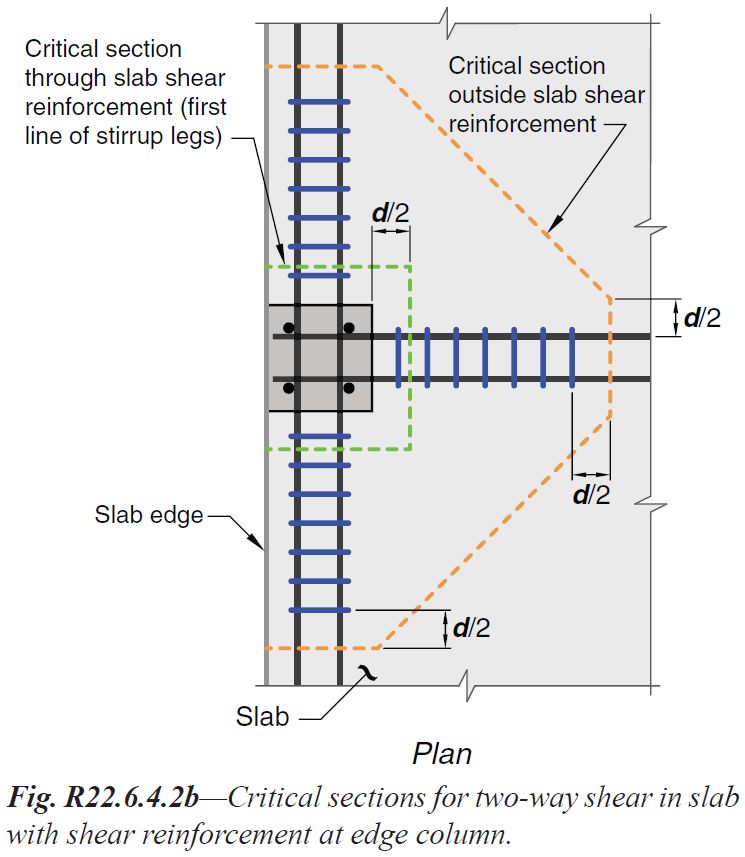 Critical section
through slab shear
reinforcement (first
line of stirrup legs)
Critical section
outside slab shear
reinforcement
d/2
d/2
d/2
Slab edge
d/2
Slab
Plan
Fig. R22.6.4.2b—Critical sections for two-way shear in slab
with shear reinforcement at edge column.